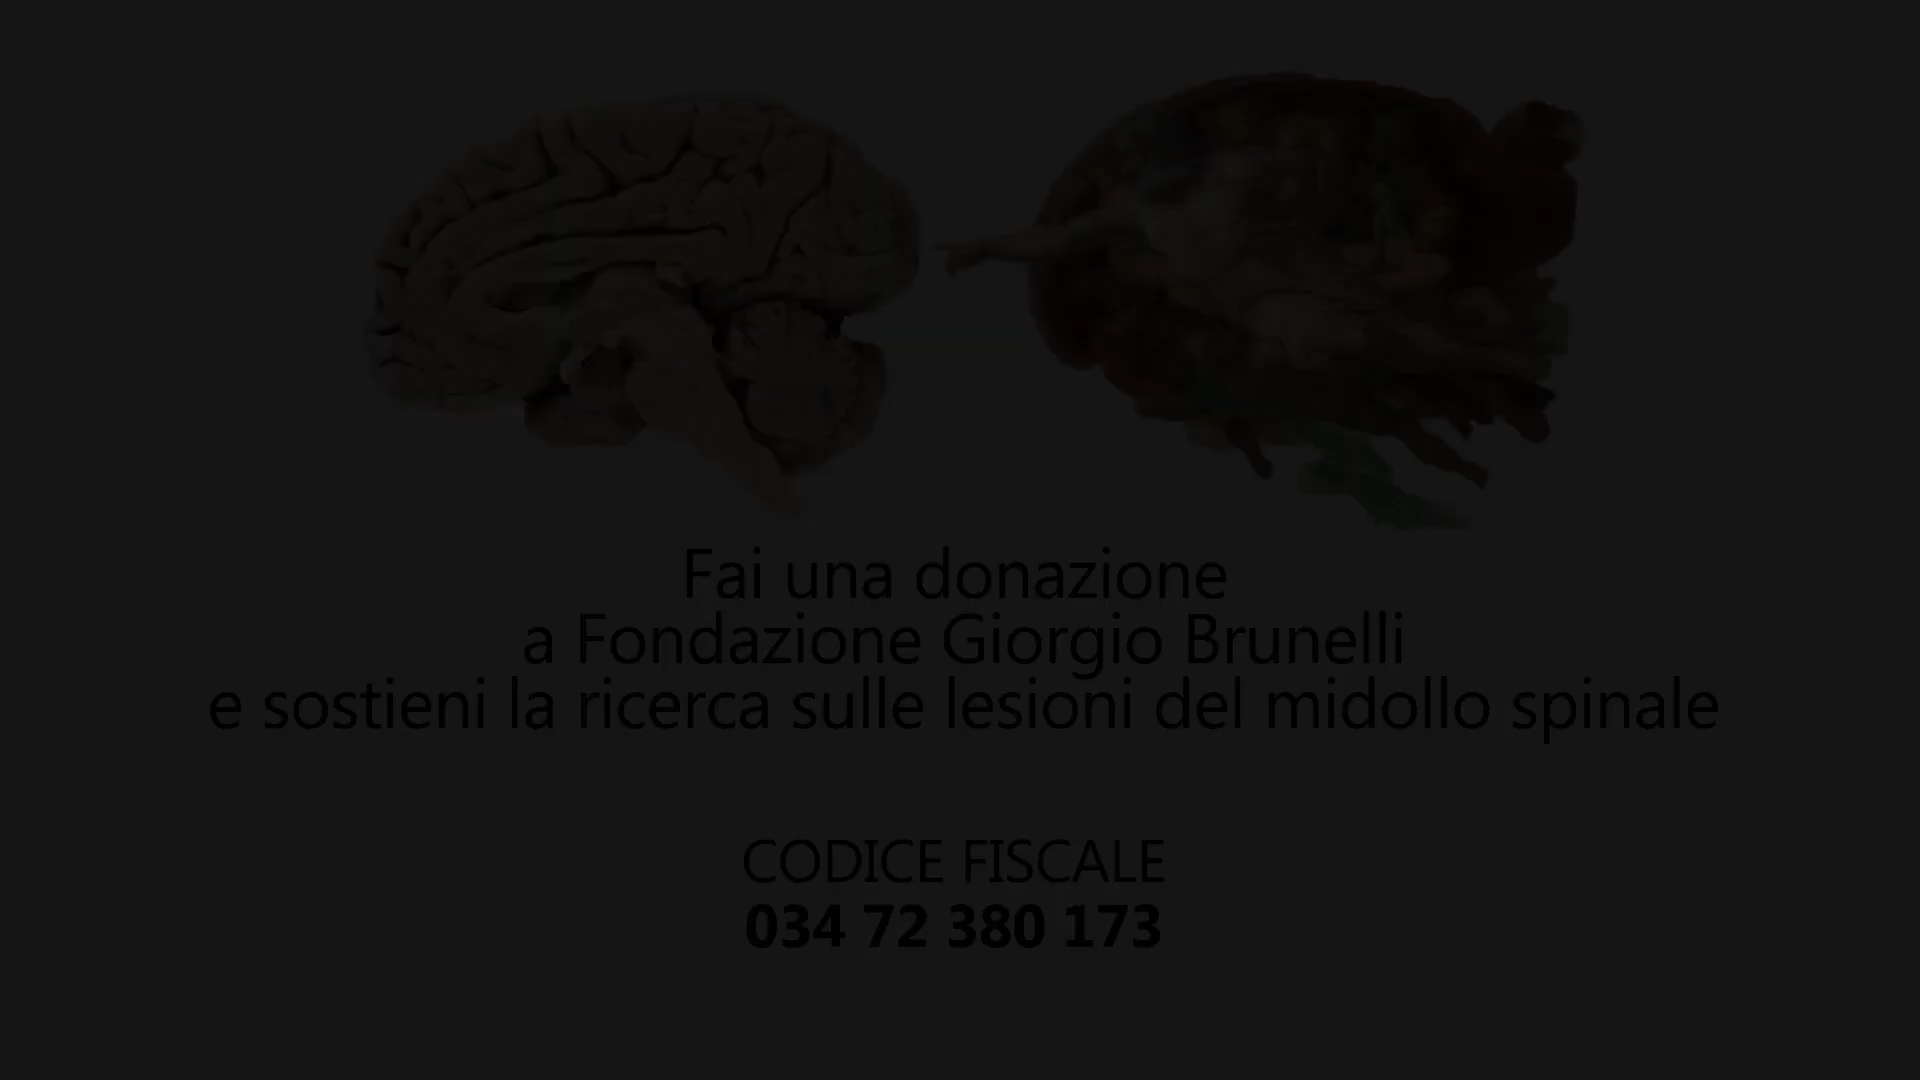 Fai una donazione
a Fondazione Giorgio Brunelli
e sostieni la ricerca sulle lesioni del midollo spinale
CODICE FISCALE
034 72 380 173